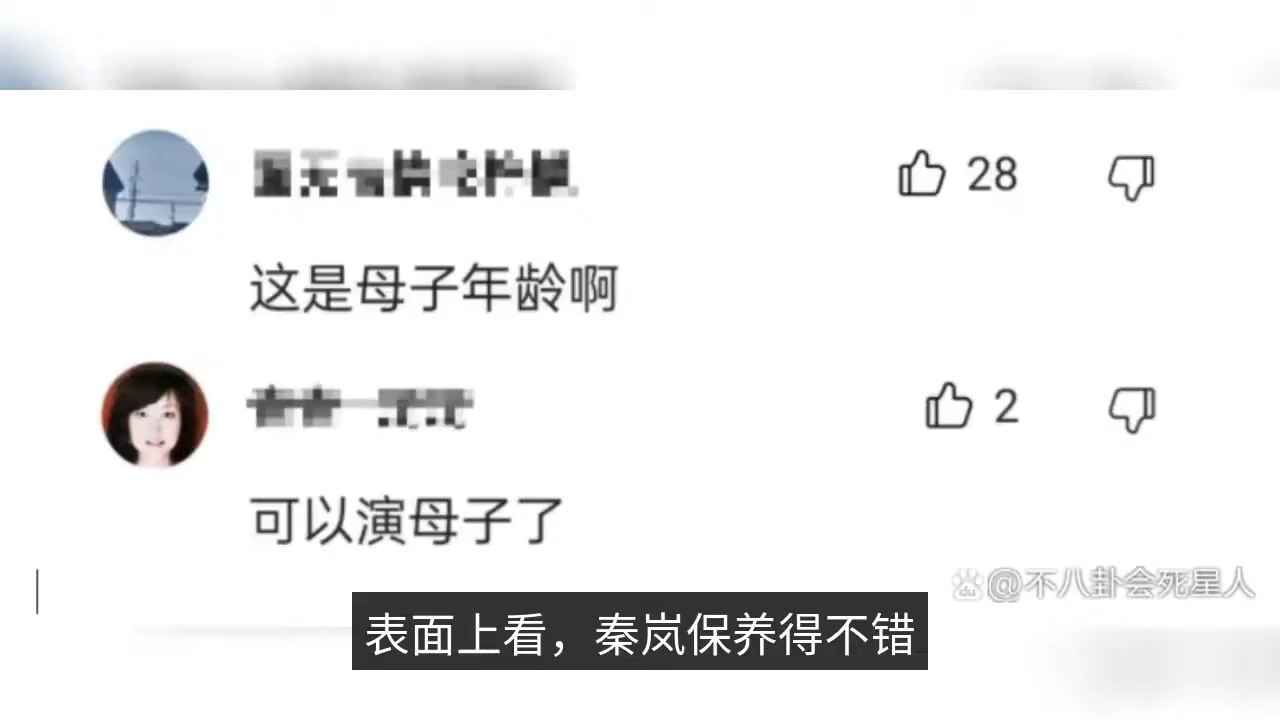 28
这是母子年龄啊
2
可以演母子了
@不八卦会死星人
表面上看，秦岚保养得不错